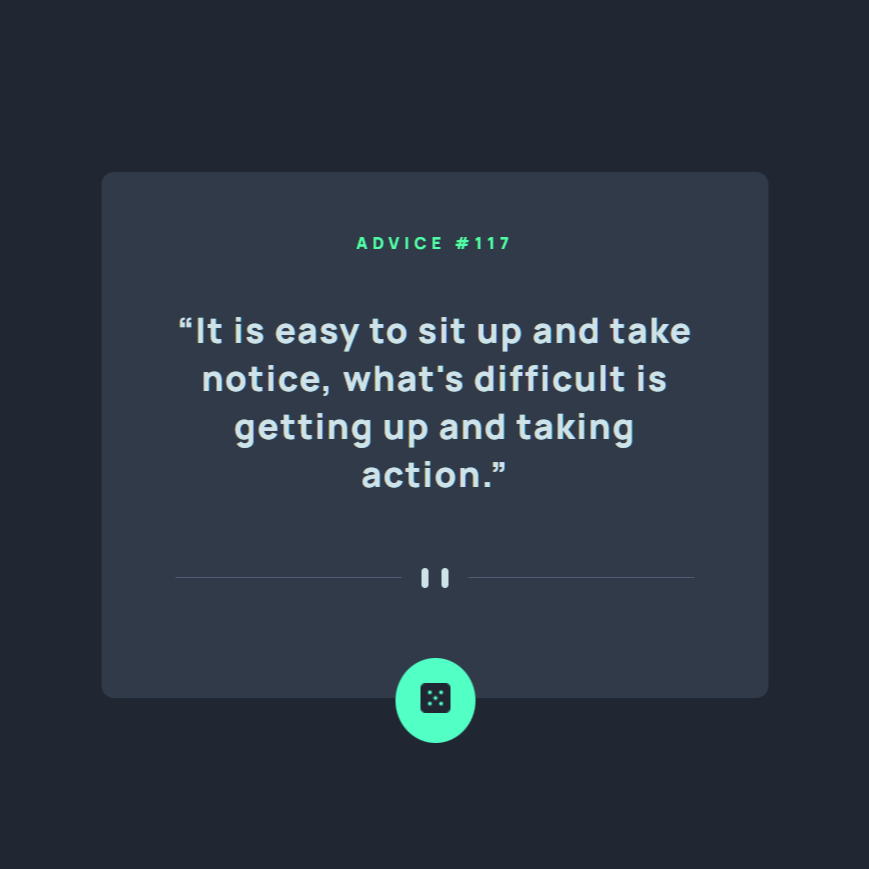 ADVICE #117
“It is easy to sit up and take
notice, what's difficult is
getting up and taking
action.”